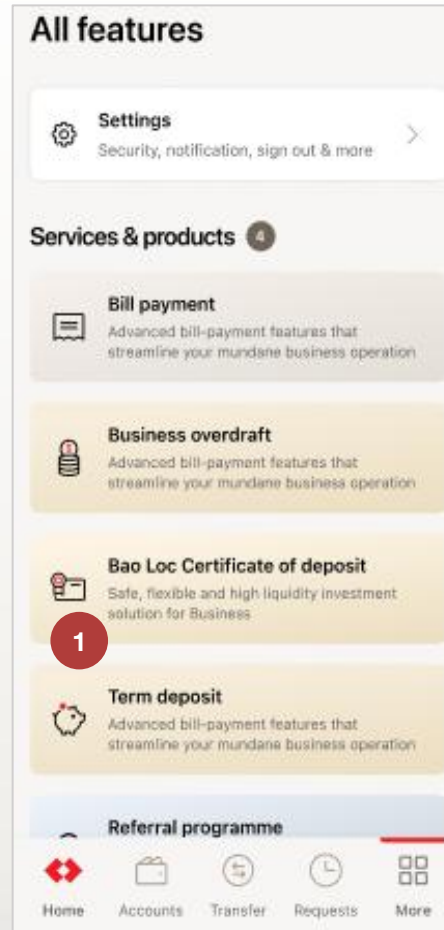 All features
Settings
Security, notification, sign out & more
Services & products 4
Bill payment
Advanced bill-payment features that
streamline your mundane business operation
Business overdraft
Advanced bill-payment features that
streamline your mundane business operation
Bao Loc Certificate of deposit
Safe, flexible and high liquidity investment
solution for Business
1
Term deposit
Advanced bill-payment features that
streamline your mundane business operation
Referral programme
Home Accounts Transfer Requests More